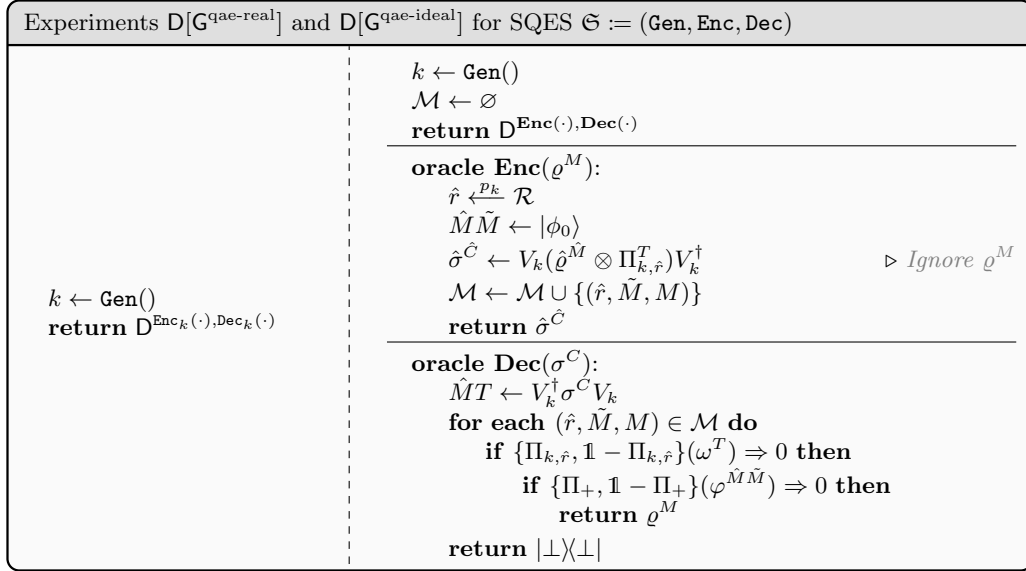 Experiments D[G^qae-real] and D[G^qae-ideal] for SQES 𝔖 := (Gen, Enc, Dec)
k ← Gen()
return D^{Enc_k(·),Dec_k(·)}
k ← Gen()
ℳ ← ∅
return D^{Enc(·),Dec(·)}
oracle Enc(ϱ^M):
r̂ ←^{p_k} ℛ
M̂M̃ ← |ϕ_0⟩
σ̂^Ĉ ← V_k(ϱ̂^M̂ ⊗ Π^T_{k,r̂})V_k^† ▷ Ignore ϱ^M
ℳ ← ℳ ∪ {(r̂, M̃, M)}
return σ̂^Ĉ
oracle Dec(σ^C):
M̂T ← V_k^† σ^C V_k
for each (r̂, M̃, M) ∈ ℳ do
if {Π_{k,r̂}, 𝟙 − Π_{k,r̂}}(ω^T) ⇒ 0 then
if {Π_+, 𝟙 − Π_+}(φ^{M̂M̃}) ⇒ 0 then
return ϱ^M
return |⊥⟩⟨⊥|